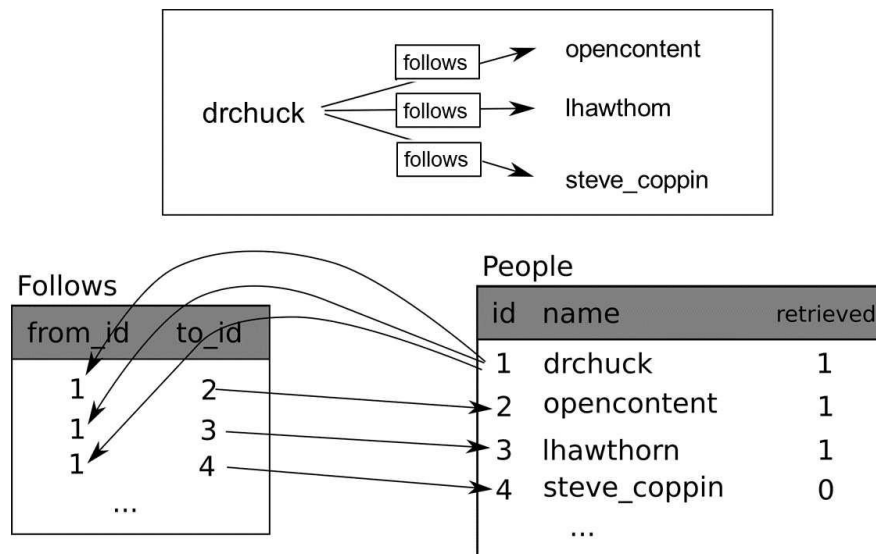 follows opencontent
drchuck follows lhawthom
follows steve_coppin
Follows
from_id to_id
1 2
1 3
1 4
...
People
id name retrieved
1 drchuck 1
2 opencontent 1
3 lhawthorn 1
4 steve_coppin 0
...